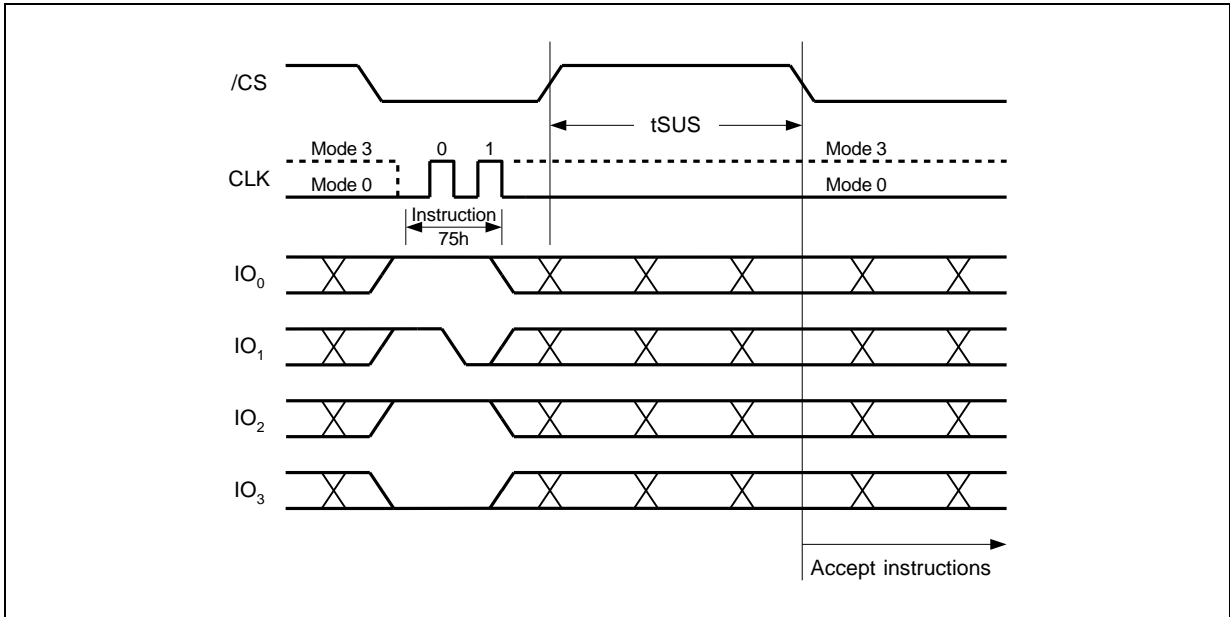 /CS
tSUS
Mode 3 0 1 Mode 3
CLK
Mode 0 Mode 0
Instruction
75h
IO0
IO1
IO2
IO3
Accept instructions